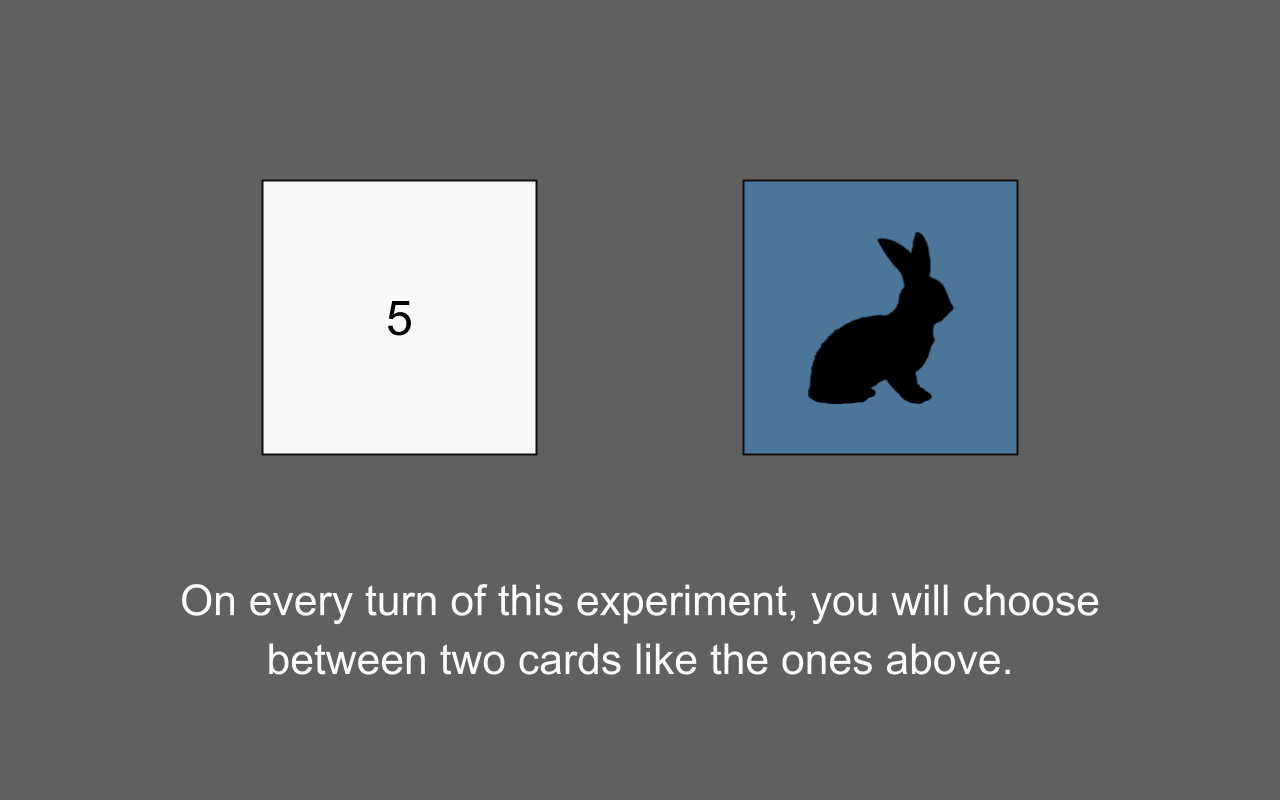 5
On every turn of this experiment, you will choose
between two cards like the ones above.